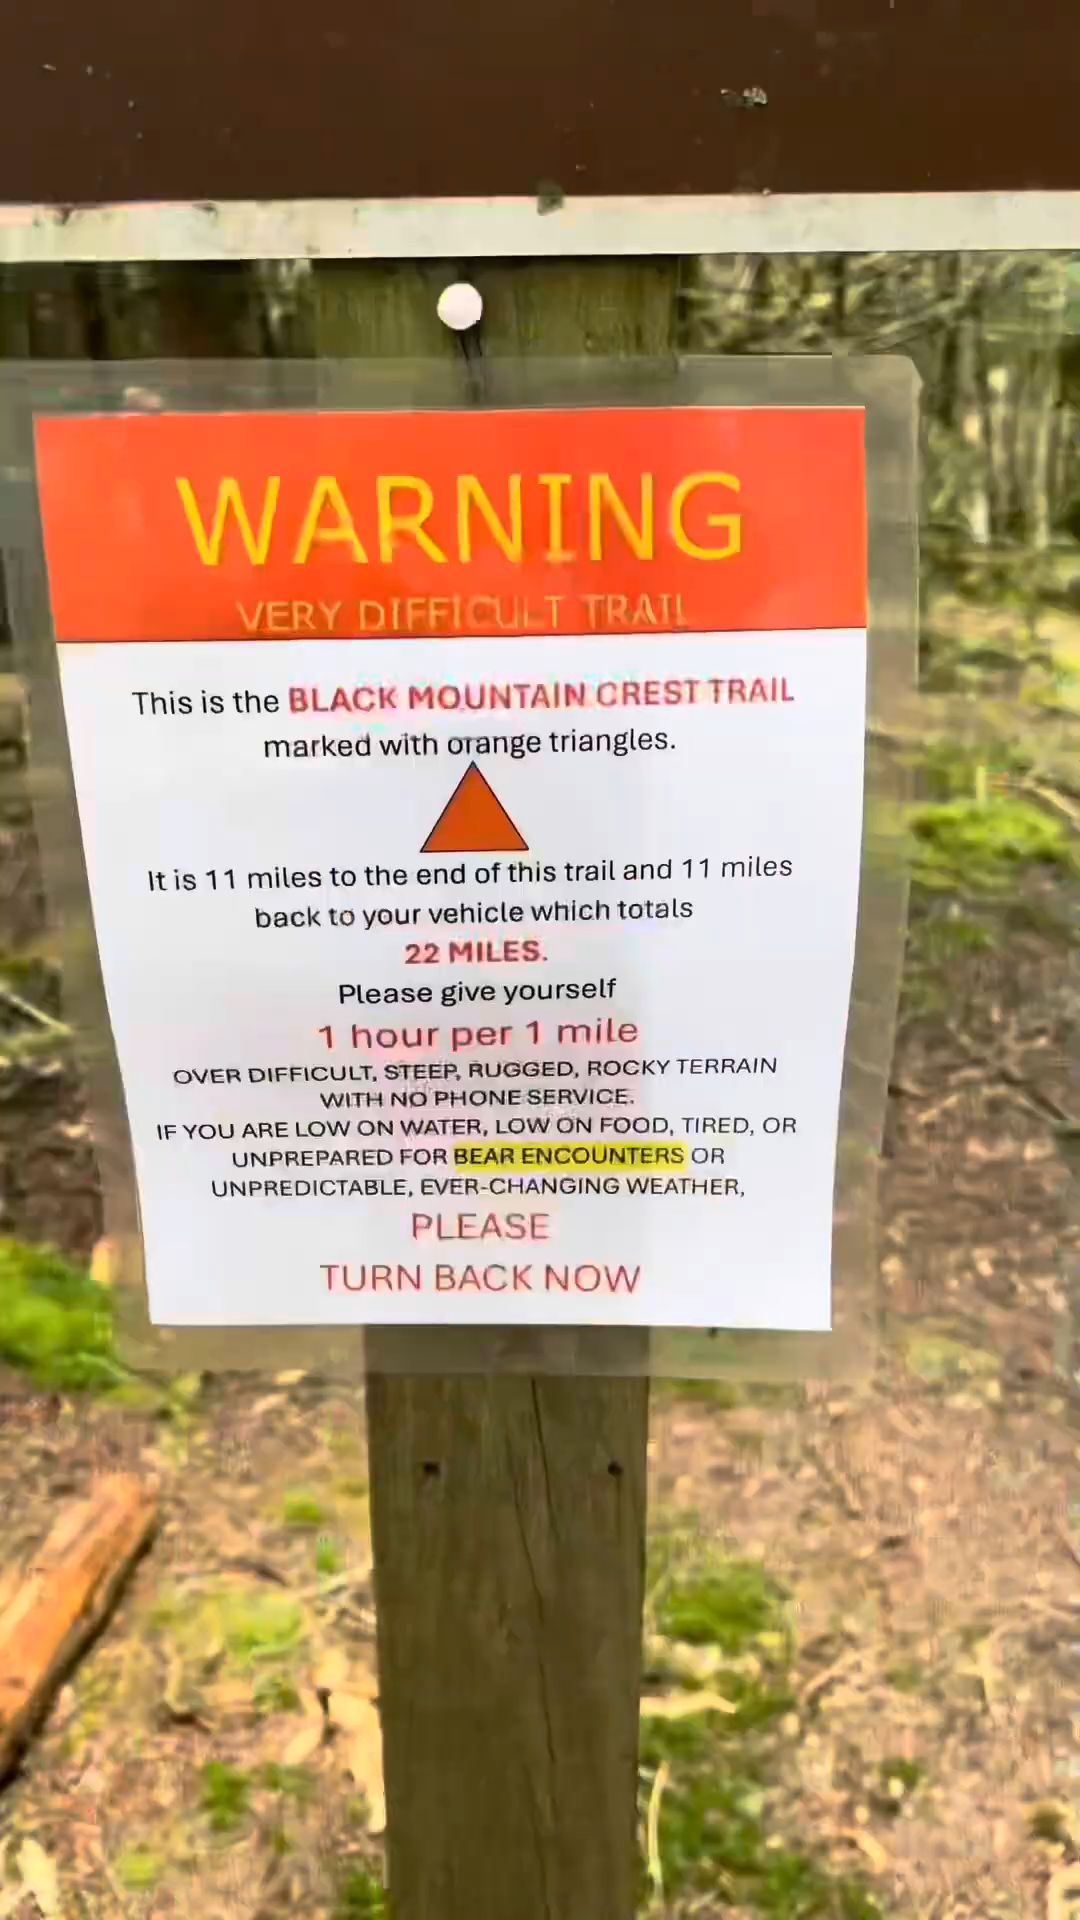 WARNING
VERY DIFFICULT TRAIL
This is the BLACK MOUNTAIN CREST TRAIL
marked with orange triangles.
It is 11 miles to the end of this trail and 11 miles
back to your vehicle which totals
22 MILES.
Please give yourself
1 hour per 1 mile
OVER DIFFICULT, STEEP, RUGGED, ROCKY TERRAIN
WITH NO PHONE SERVICE.
IF YOU ARE LOW ON WATER, LOW ON FOOD, TIRED, OR
UNPREPARED FOR BEAR ENCOUNTERS OR
UNPREDICTABLE, EVER-CHANGING WEATHER,
PLEASE
TURN BACK NOW